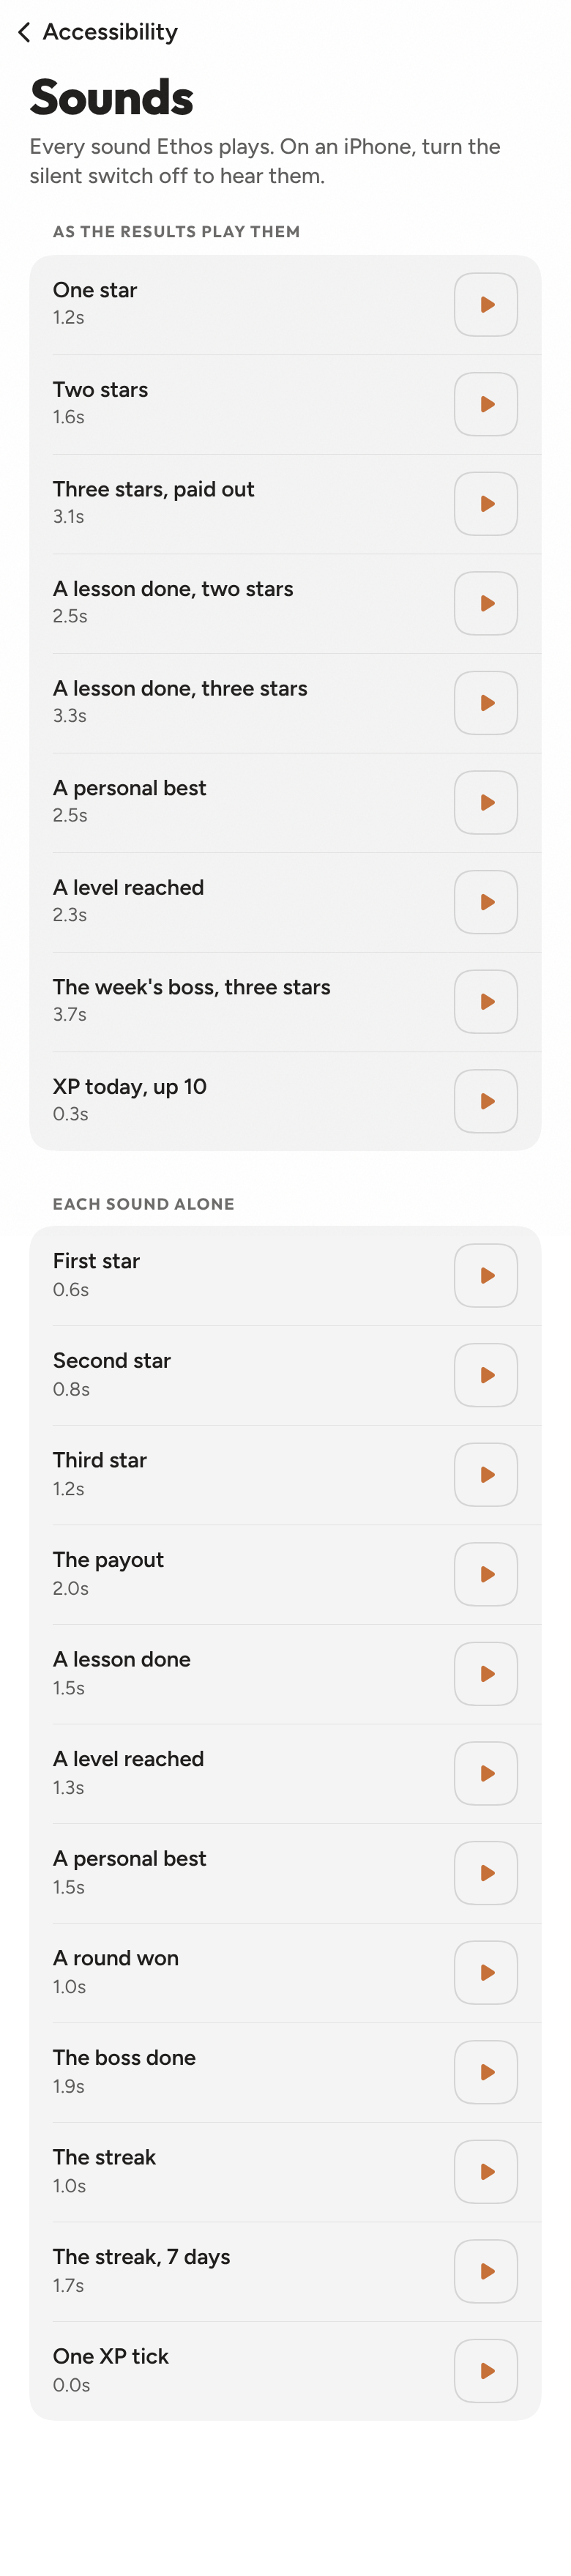 Accessibility
Sounds
Every sound Ethos plays. On an iPhone, turn the
silent switch off to hear them.
AS THE RESULTS PLAY THEM
One star
1.2s
Two stars
1.6s
Three stars, paid out
3.1s
A lesson done, two stars
2.5s
A lesson done, three stars
3.3s
A personal best
2.5s
A level reached
2.3s
The week's boss, three stars
3.7s
XP today, up 10
0.3s
EACH SOUND ALONE
First star
0.6s
Second star
0.8s
Third star
1.2s
The payout
2.0s
A lesson done
1.5s
A level reached
1.3s
A personal best
1.5s
A round won
1.0s
The boss done
1.9s
The streak
1.0s
The streak, 7 days
1.7s
One XP tick
0.0s